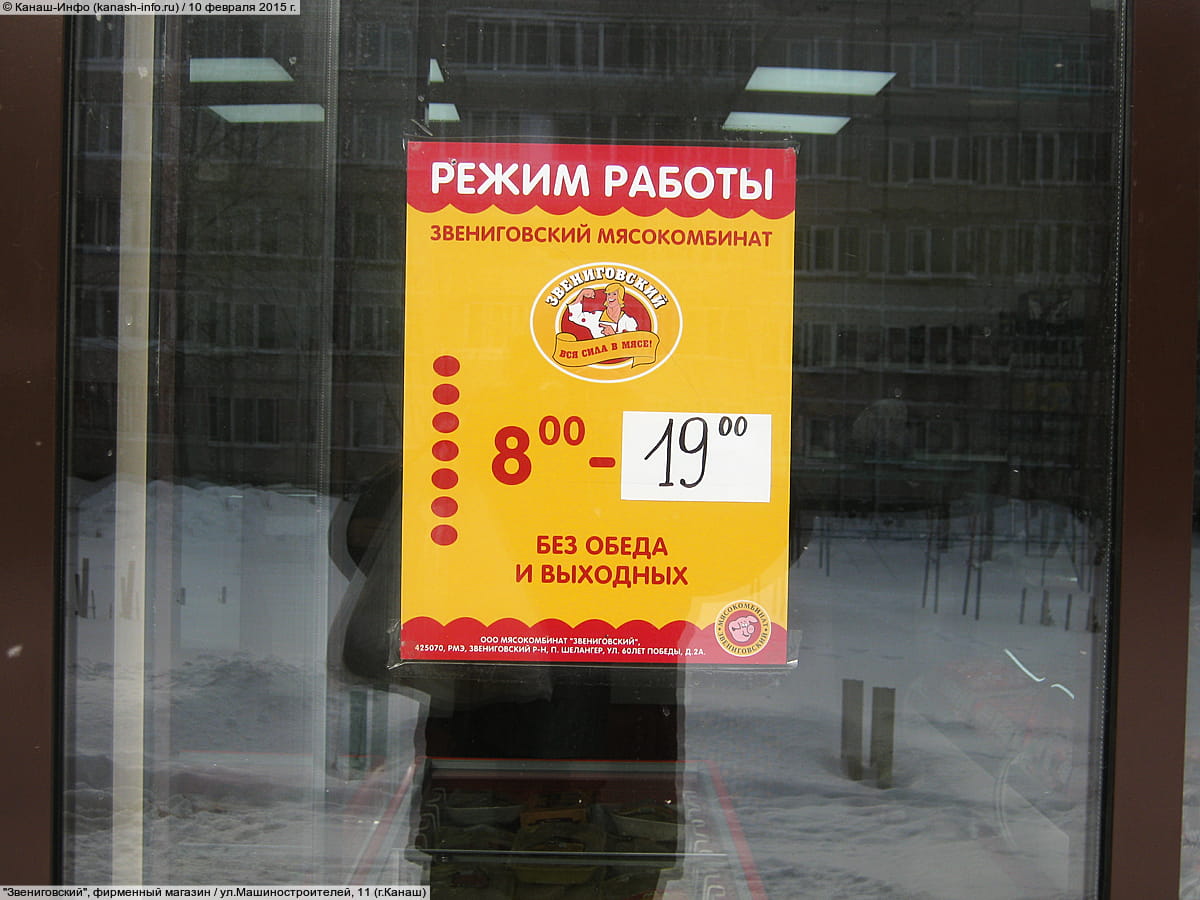 © Канаш-Инфо (kanash-info.ru) / 10 февраля 2015 г.
РЕЖИМ РАБОТЫ
ЗВЕНИГОВСКИЙ МЯСОКОМБИНАТ
ЗВЕНИГОВСКИЙ
ВСЯ СИЛА В МЯСЕ!
8⁰⁰ - 19⁰⁰
БЕЗ ОБЕДА
И ВЫХОДНЫХ
МЯСОКОМБИНАТ ЗВЕНИГОВСКИЙ
ООО МЯСОКОМБИНАТ "ЗВЕНИГОВСКИЙ",
425070, РМЭ, ЗВЕНИГОВСКИЙ Р-Н, П. ШЕЛАНГЕР, УЛ. 60ЛЕТ ПОБЕДЫ, Д.2А.
"Звениговский", фирменный магазин / ул.Машиностроителей, 11 (г.Канаш)